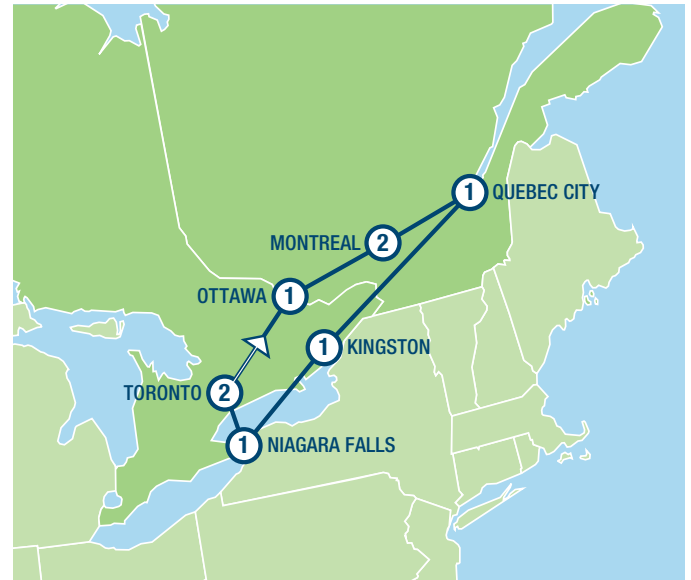 1 QUEBEC CITY
MONTREAL 2
OTTAWA 1
1 KINGSTON
TORONTO 2
1 NIAGARA FALLS